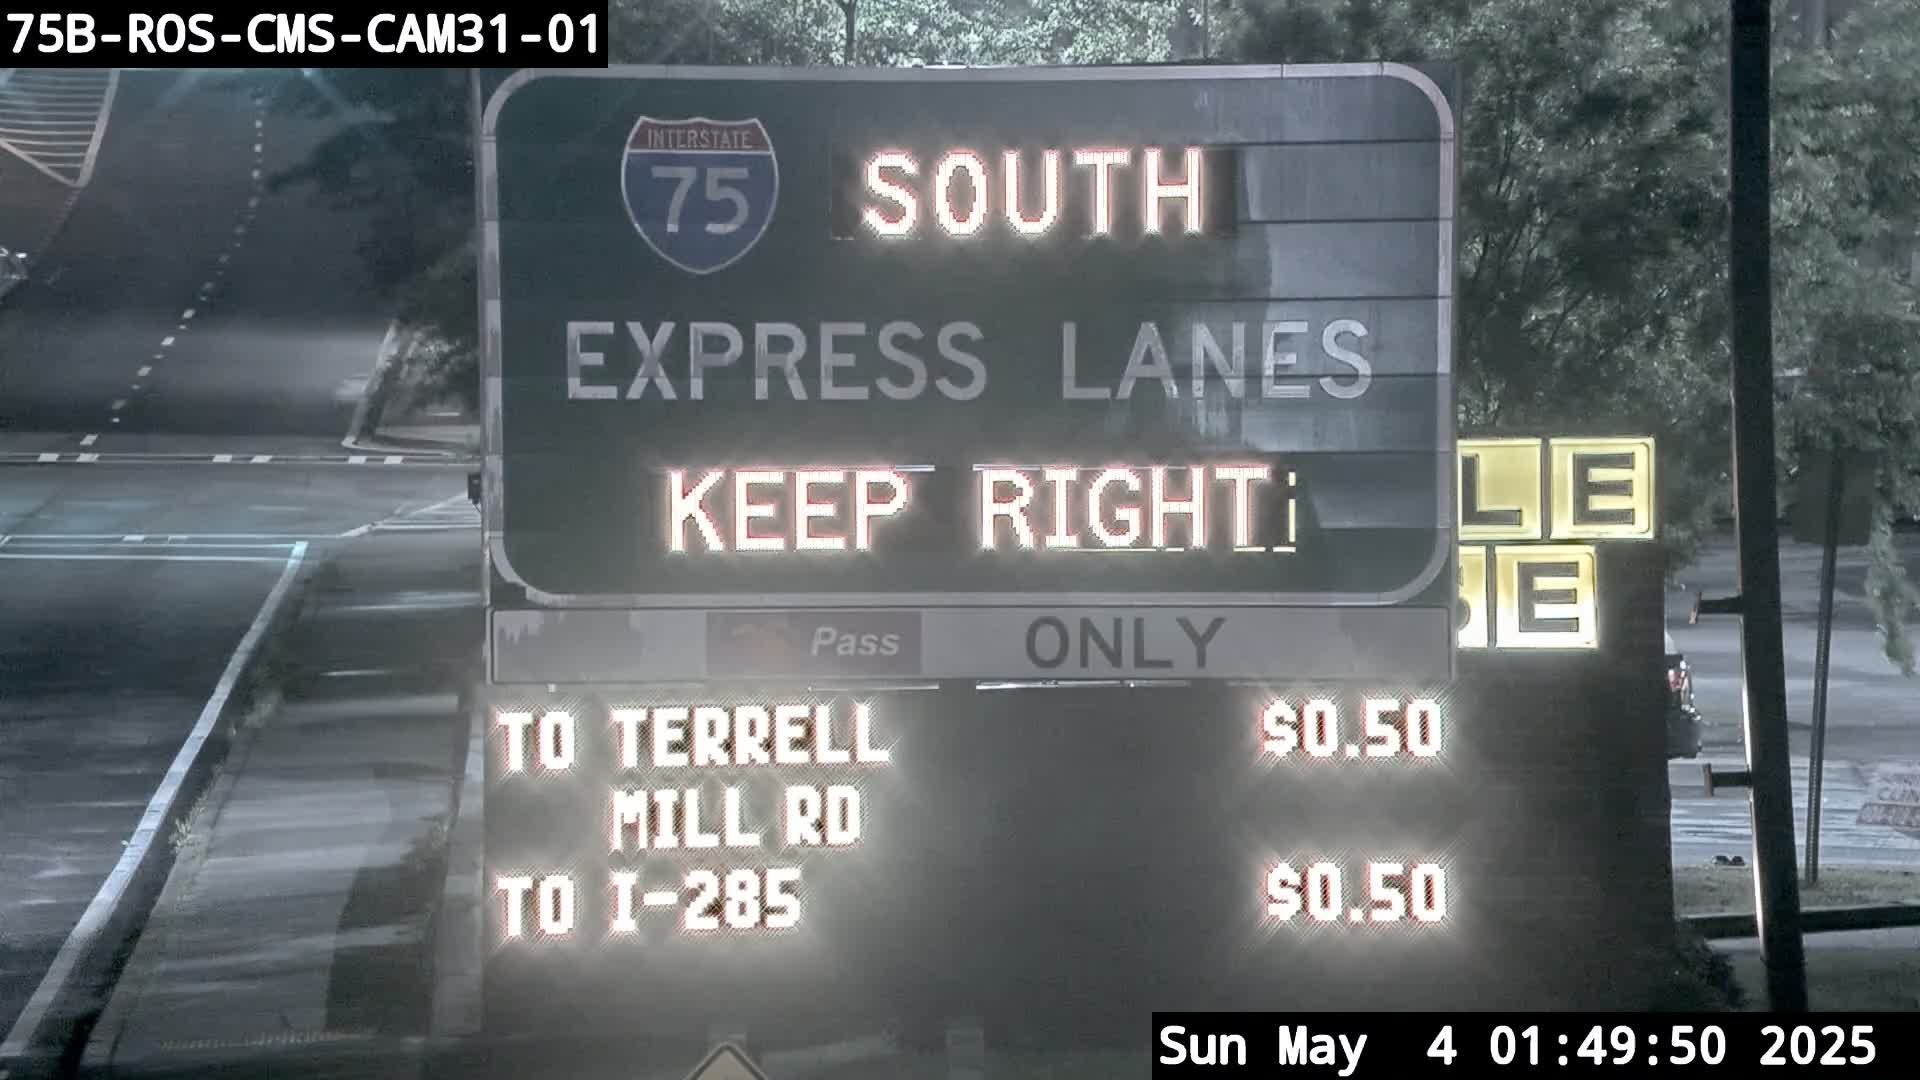 75B-ROS-CMS-CAM31-01
INTERSTATE
75
SOUTH
EXPRESS LANES
KEEP RIGHT
Pass ONLY
TO TERRELL $0.50
MILL RD
TO I-285 $0.50
LE
E
Sun May 4 01:49:50 2025